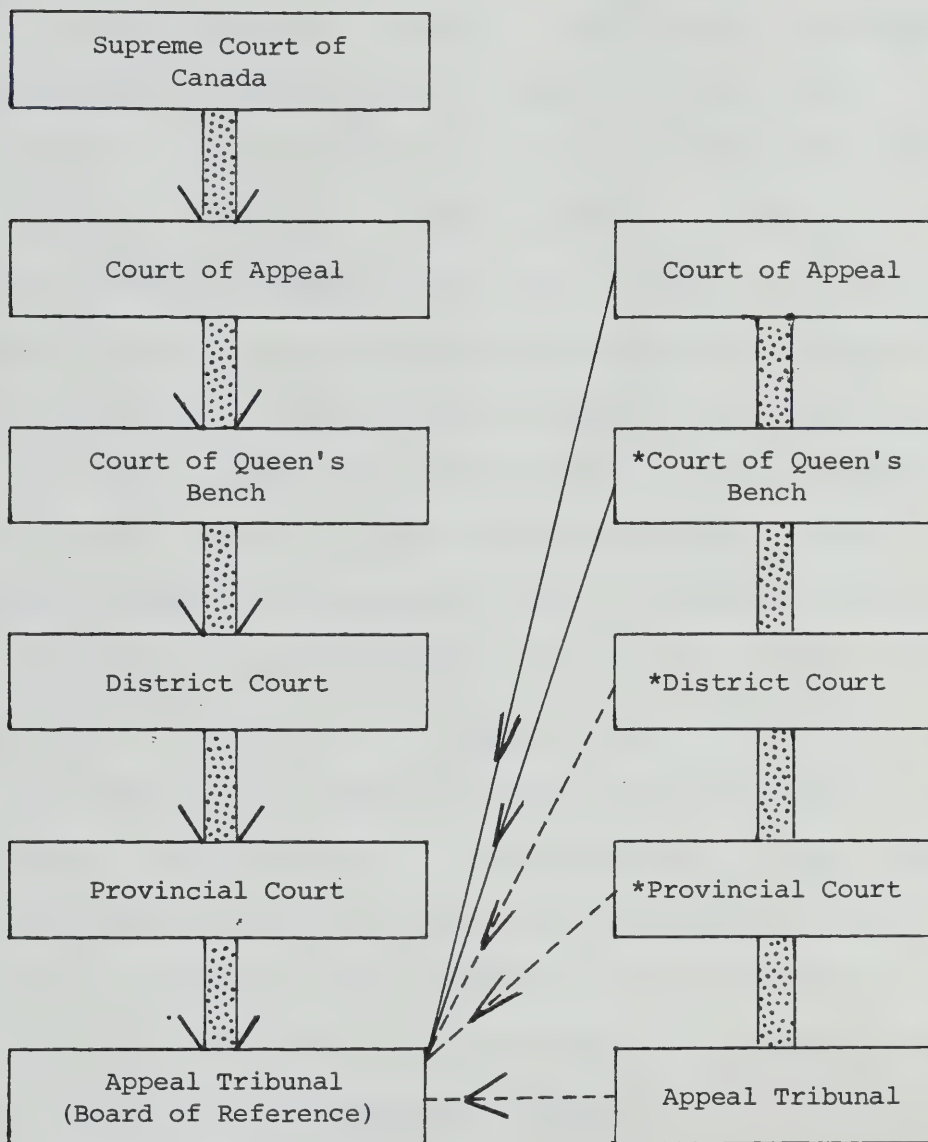 Supreme Court of
Canada
Court of Appeal
Court of Queen's
Bench
District Court
Provincial Court
Appeal Tribunal
(Board of Reference)
Court of Appeal
*Court of Queen's
Bench
*District Court
*Provincial Court
Appeal Tribunal